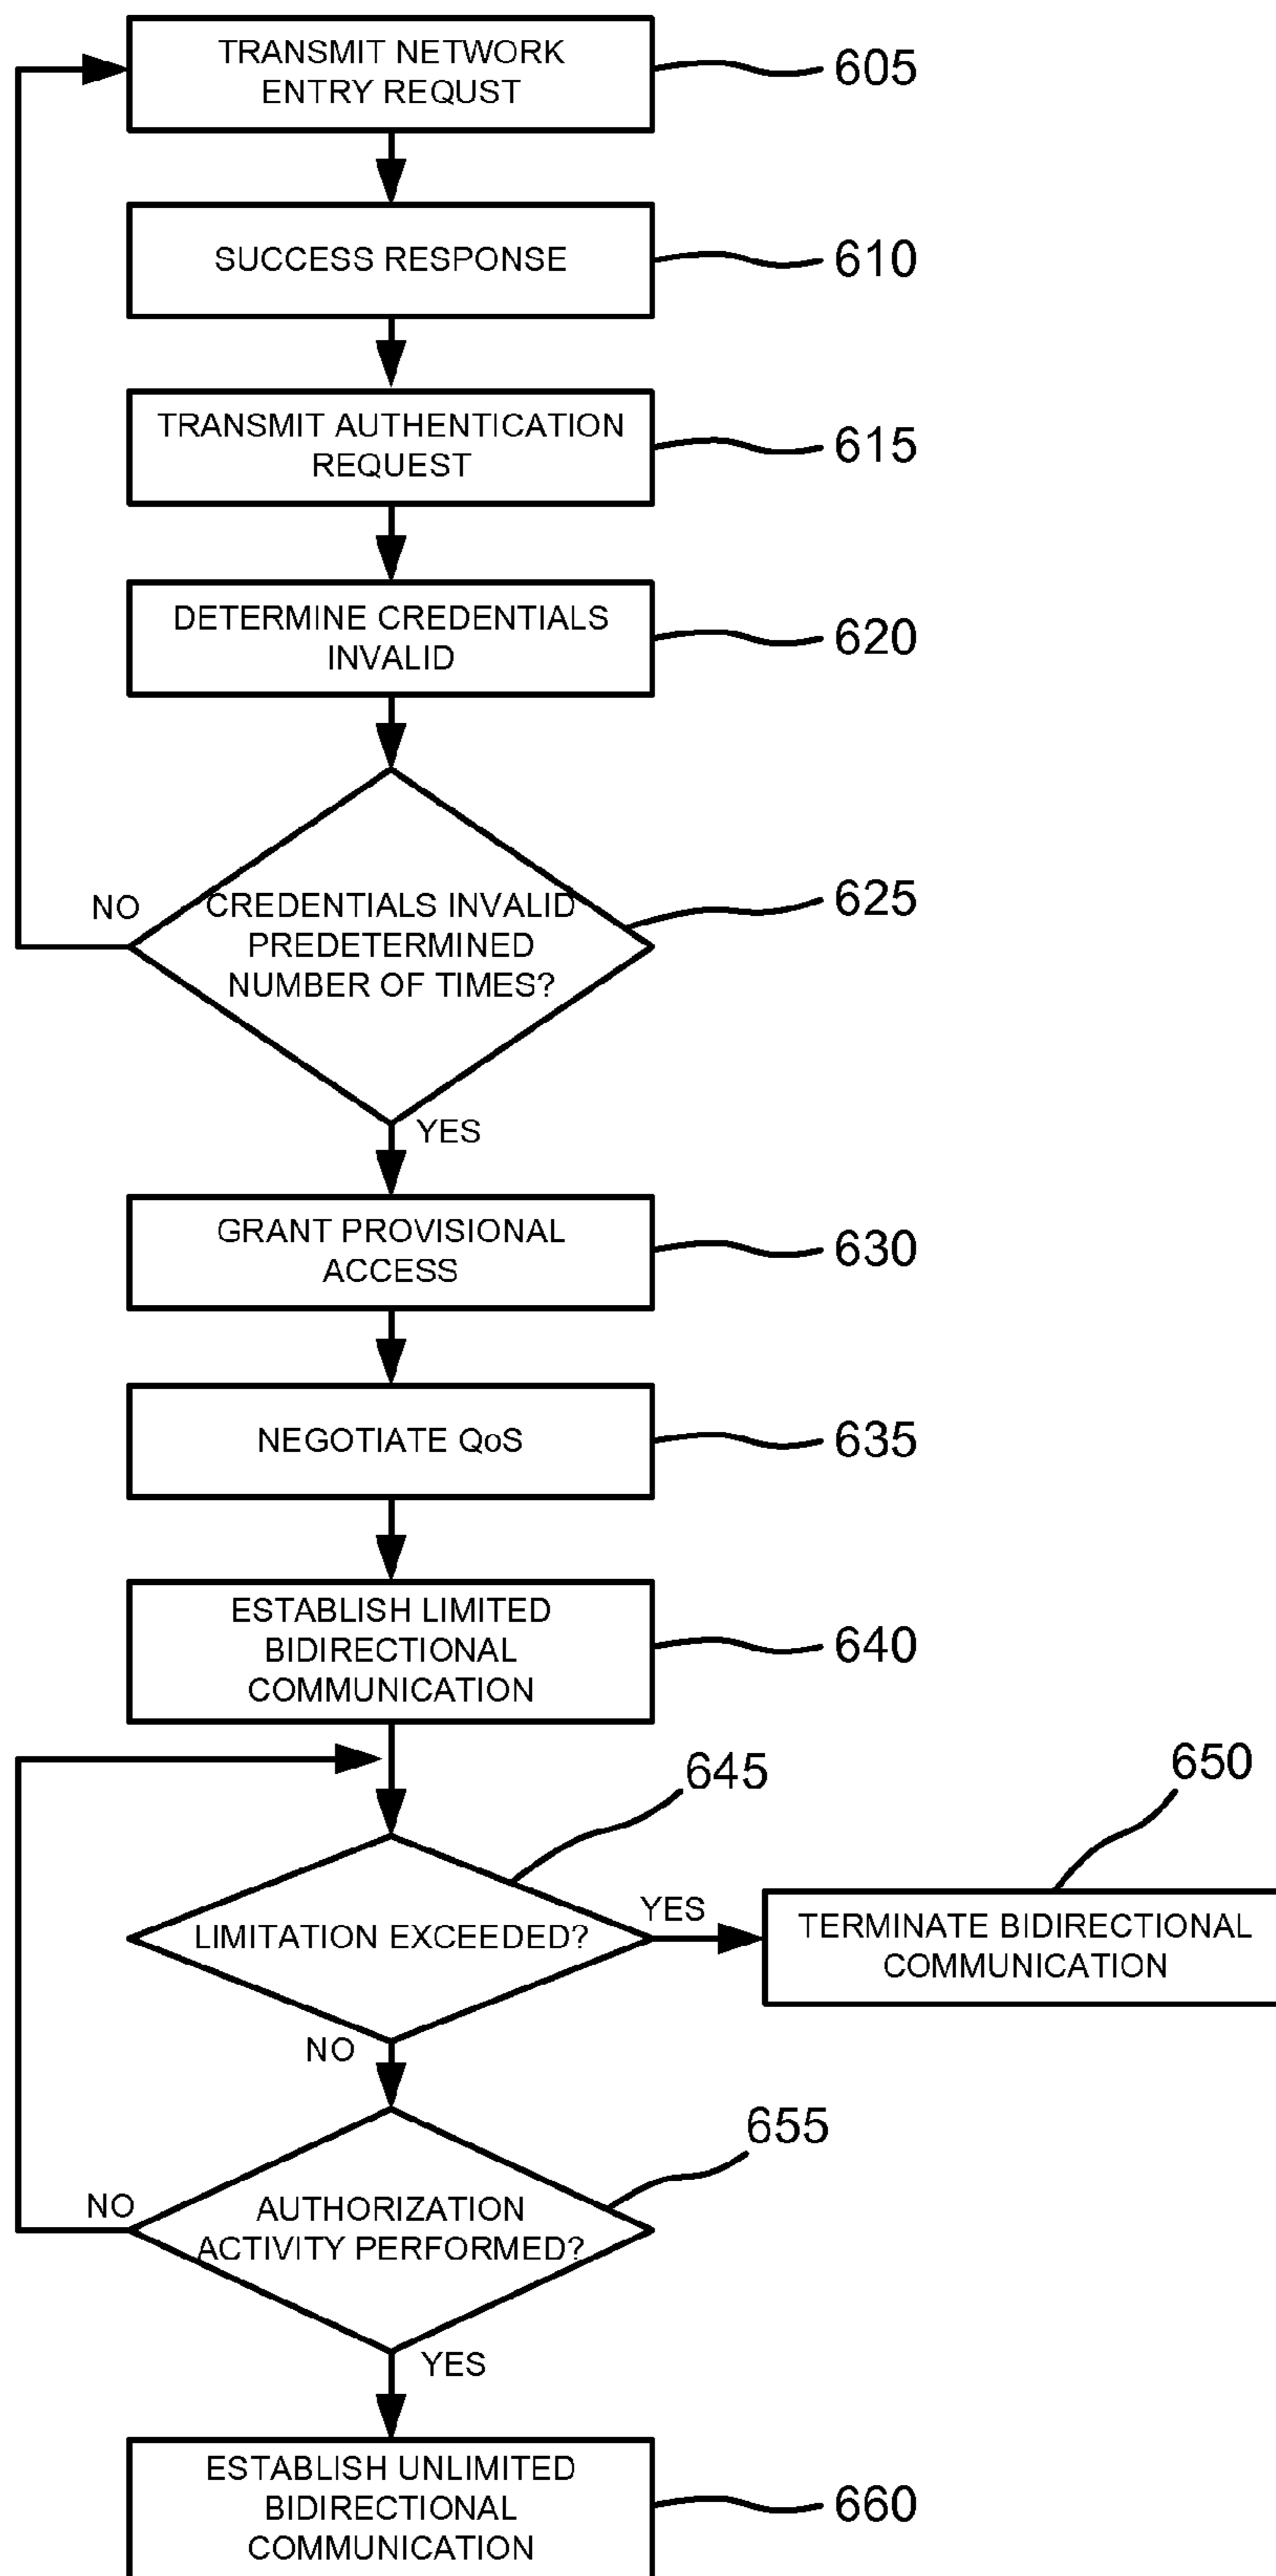 TRANSMIT NETWORK
ENTRY REQUST
605
SUCCESS RESPONSE
610
TRANSMIT AUTHENTICATION
REQUEST
615
DETERMINE CREDENTIALS
INVALID
620
CREDENTIALS INVALID
PREDETERMINED
NUMBER OF TIMES?
625
NO
YES
GRANT PROVISIONAL
ACCESS
630
NEGOTIATE QoS
635
ESTABLISH LIMITED
BIDIRECTIONAL
COMMUNICATION
640
645
650
LIMITATION EXCEEDED?
YES
TERMINATE BIDIRECTIONAL
COMMUNICATION
NO
655
NO
AUTHORIZATION
ACTIVITY PERFORMED?
YES
ESTABLISH UNLIMITED
BIDIRECTIONAL
COMMUNICATION
660